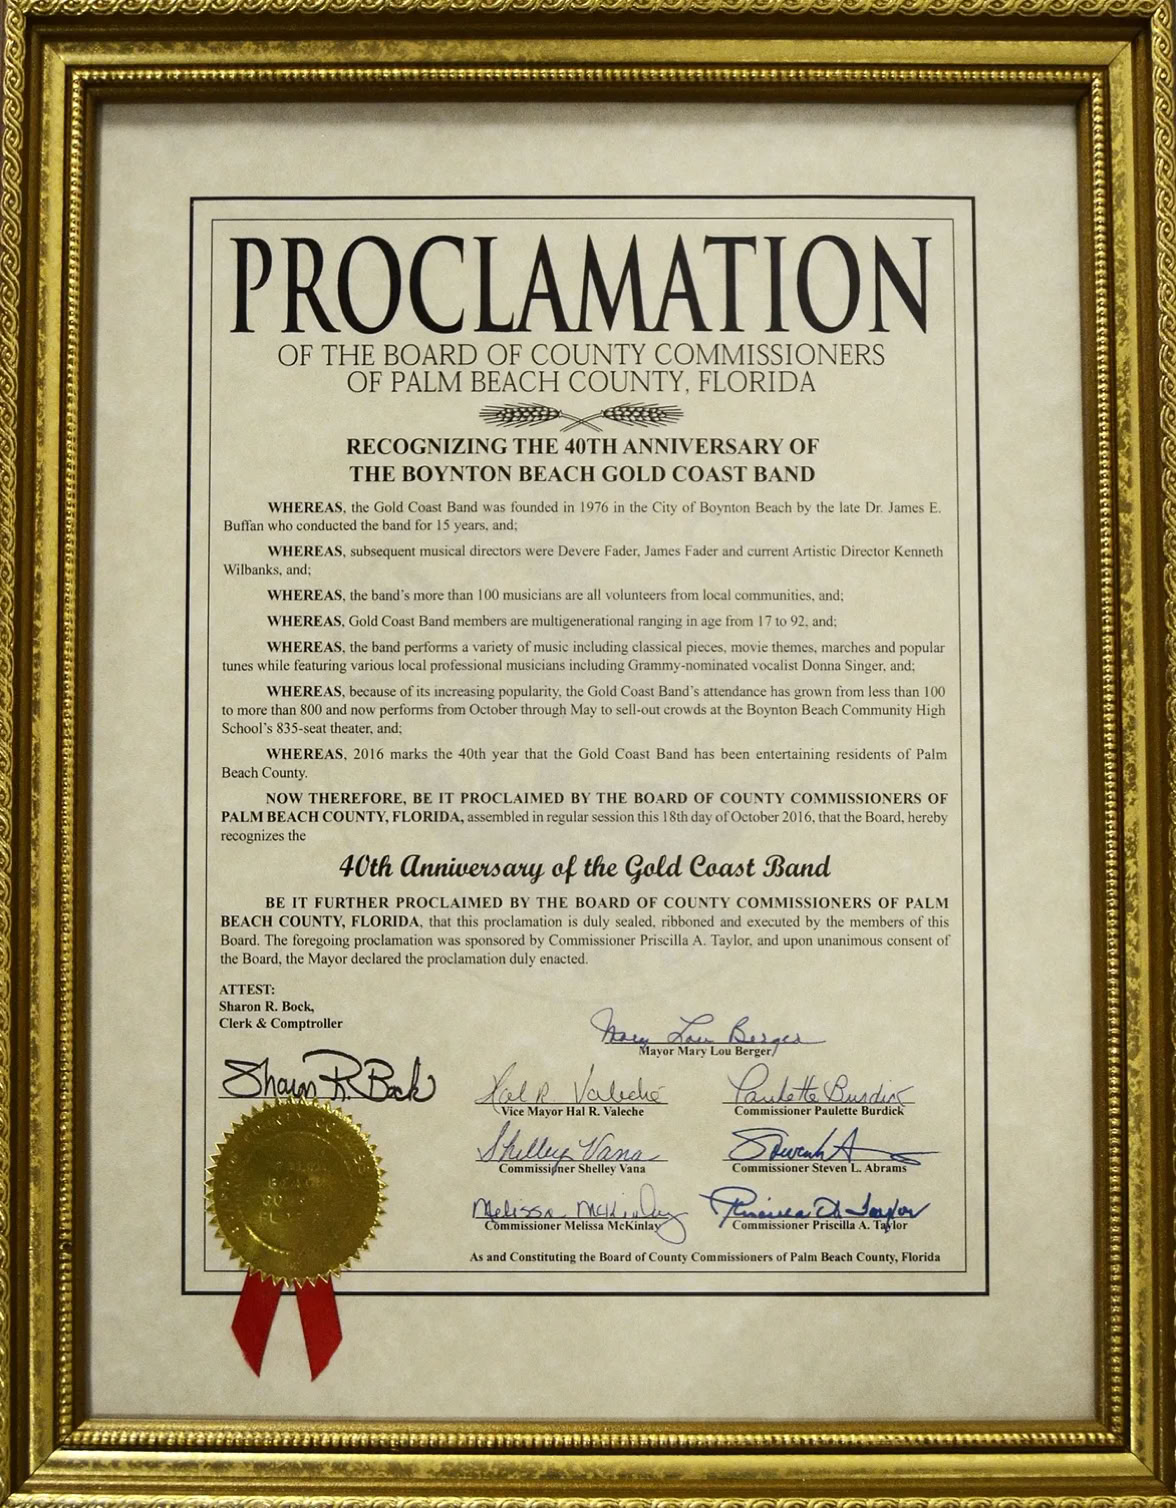 PROCLAMATION
OF THE BOARD OF COUNTY COMMISSIONERS
OF PALM BEACH COUNTY, FLORIDA
RECOGNIZING THE 40TH ANNIVERSARY OF
THE BOYNTON BEACH GOLD COAST BAND
WHEREAS, the Gold Coast Band was founded in 1976 in the City of Boynton Beach by the late Dr. James E.
Buffan who conducted the band for 15 years, and;
WHEREAS, subsequent musical directors were Devere Fader, James Fader and current Artistic Director Kenneth
Wilbanks, and;
WHEREAS, the band's more than 100 musicians are all volunteers from local communities, and;
WHEREAS, Gold Coast Band members are multigenerational ranging in age from 17 to 92, and;
WHEREAS, the band performs a variety of music including classical pieces, movie themes, marches and popular
tunes while featuring various local professional musicians including Grammy-nominated vocalist Donna Singer, and;
WHEREAS, because of its increasing popularity, the Gold Coast Band's attendance has grown from less than 100
to more than 800 and now performs from October through May to sell-out crowds at the Boynton Beach Community High
School's 835-seat theater, and;
WHEREAS, 2016 marks the 40th year that the Gold Coast Band has been entertaining residents of Palm
Beach County.
NOW THEREFORE, BE IT PROCLAIMED BY THE BOARD OF COUNTY COMMISSIONERS OF
PALM BEACH COUNTY, FLORIDA, assembled in regular session this 18th day of October 2016, that the Board, hereby
recognizes the
40th Anniversary of the Gold Coast Band
BE IT FURTHER PROCLAIMED BY THE BOARD OF COUNTY COMMISSIONERS OF PALM
BEACH COUNTY, FLORIDA, that this proclamation is duly sealed, ribboned and executed by the members of this
Board. The foregoing proclamation was sponsored by Commissioner Priscilla A. Taylor, and upon unanimous consent of
the Board, the Mayor declared the proclamation duly enacted.
ATTEST:
Sharon R. Bock,
Clerk & Comptroller
Sharon R. Bock
Mary Lou Berger
Mayor Mary Lou Berger
Hal R Valeche
Vice Mayor Hal R. Valeche
Paulette Burdick
Commissioner Paulette Burdick
Shelley Vana
Commissioner Shelley Vana
Steven A
Commissioner Steven L. Abrams
Melissa McKinlay
Commissioner Melissa McKinlay
Priscilla A. Taylor
Commissioner Priscilla A. Taylor
As and Constituting the Board of County Commissioners of Palm Beach County, Florida